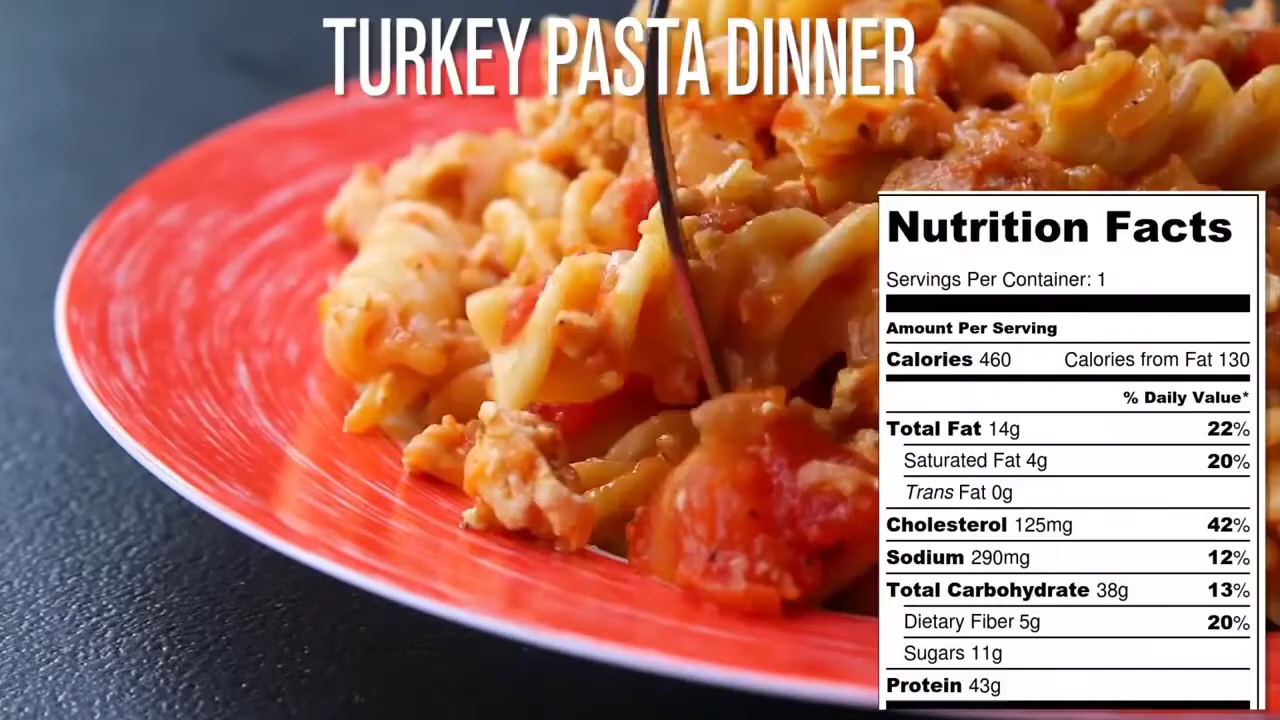 TURKEY PASTA DINNER
Nutrition Facts
Servings Per Container: 1
Amount Per Serving
Calories 460 Calories from Fat 130
% Daily Value*
Total Fat 14g 22%
Saturated Fat 4g 20%
Trans Fat 0g
Cholesterol 125mg 42%
Sodium 290mg 12%
Total Carbohydrate 38g 13%
Dietary Fiber 5g 20%
Sugars 11g
Protein 43g